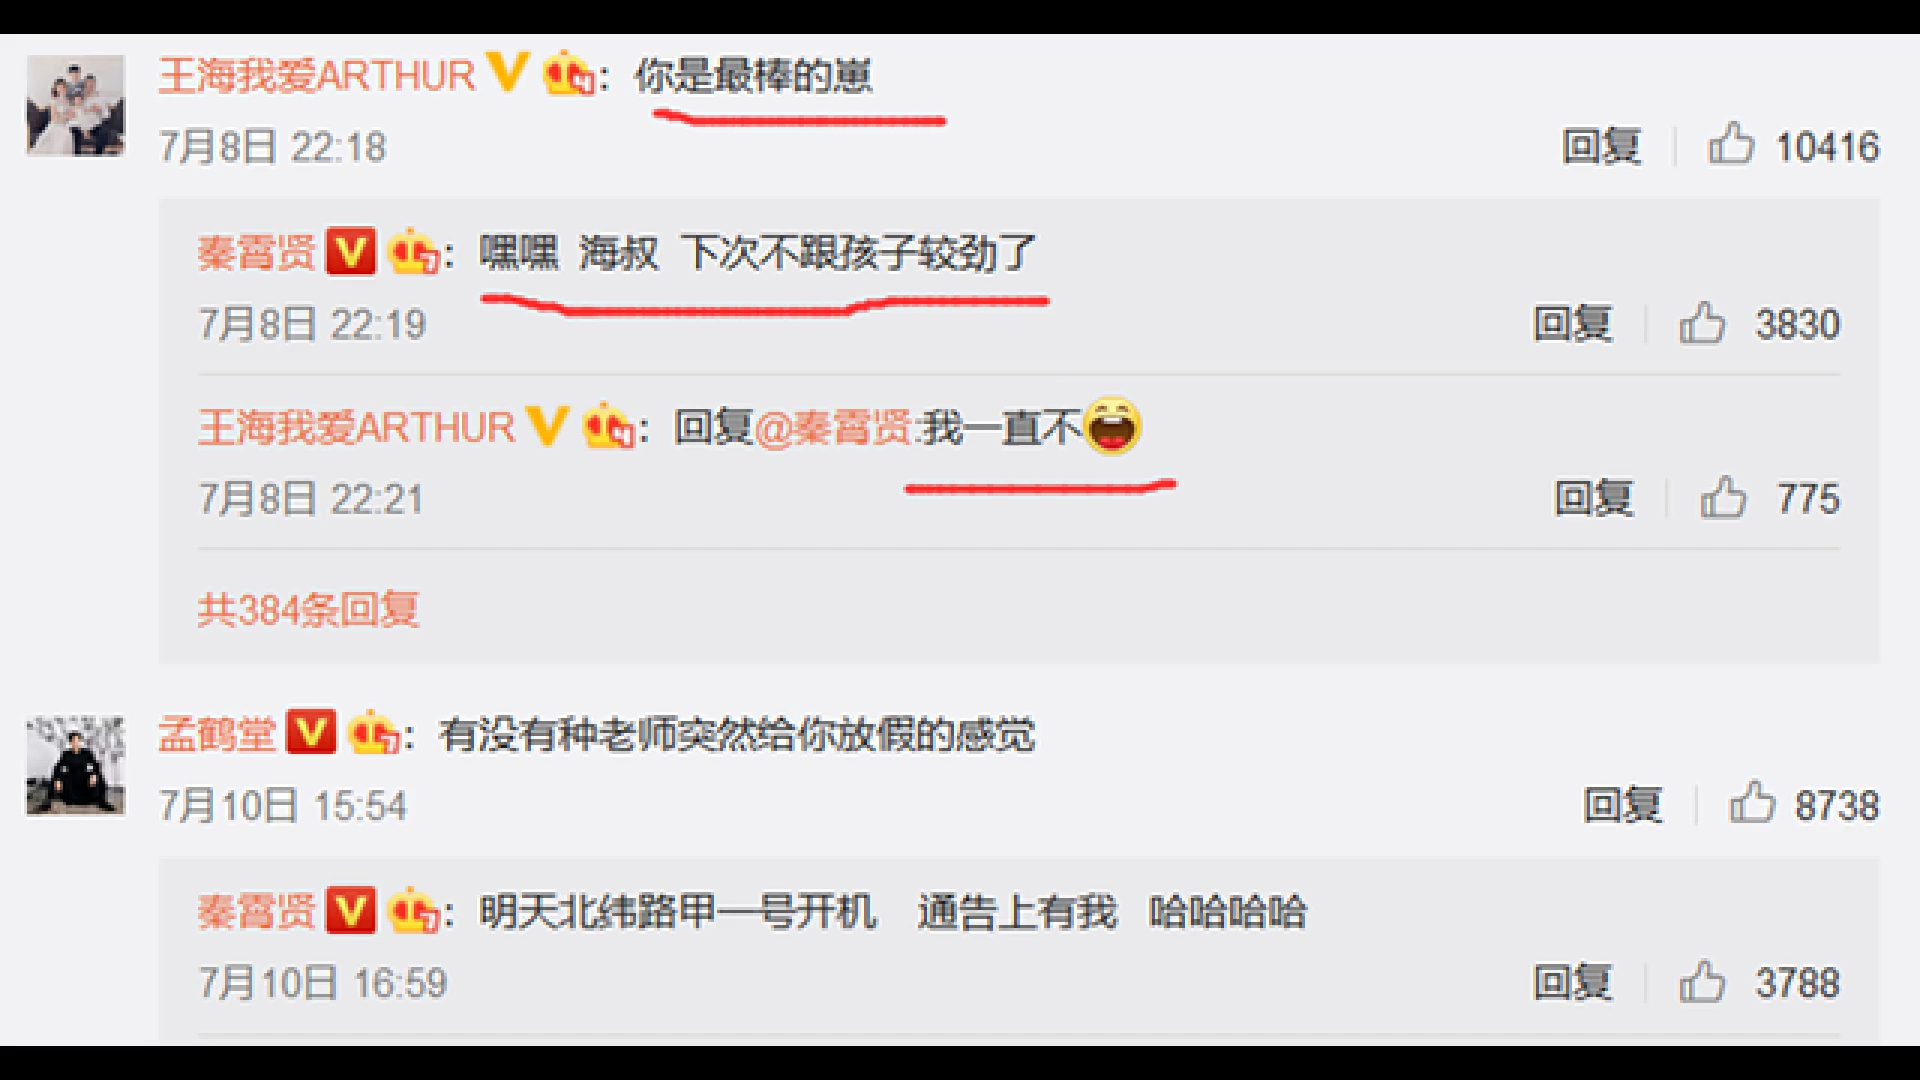 王海我爱ARTHUR：你是最棒的崽
7月8日 22:18 回复 10416
秦霄贤：嘿嘿 海叔 下次不跟孩子较劲了
7月8日 22:19 回复 3830
王海我爱ARTHUR：回复@秦霄贤:我一直不
7月8日 22:21 回复 775
共384条回复
孟鹤堂：有没有种老师突然给你放假的感觉
7月10日 15:54 回复 8738
秦霄贤：明天北纬路甲一号开机 通告上有我 哈哈哈哈
7月10日 16:59 回复 3788